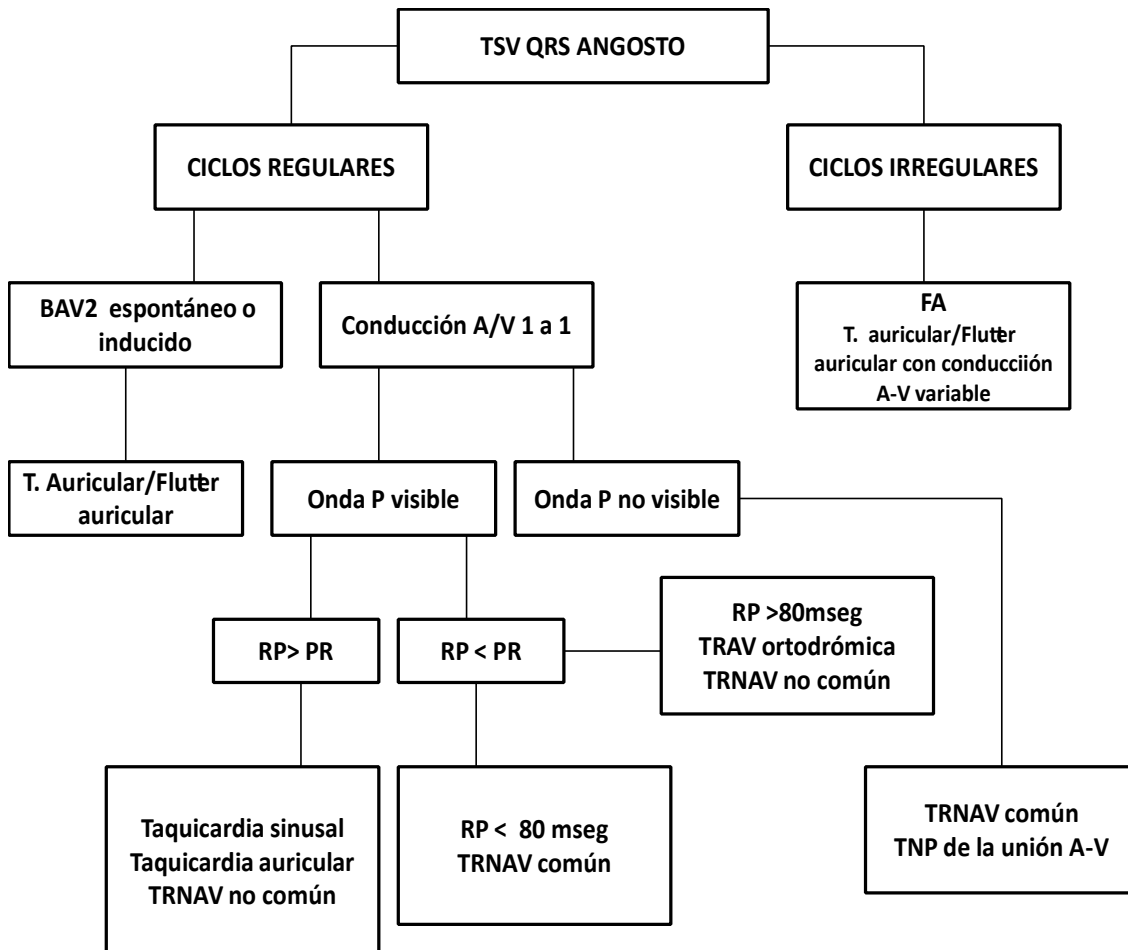 TSV QRS ANGOSTO
CICLOS REGULARES
CICLOS IRREGULARES
BAV2 espontáneo o
inducido
Conducción A/V 1 a 1
FA
T. auricular/Flutter
auricular con conducciión
A-V variable
T. Auricular/Flutter
auricular
Onda P visible
Onda P no visible
RP> PR
RP < PR
RP >80mseg
TRAV ortodrómica
TRNAV no común
Taquicardia sinusal
Taquicardia auricular
TRNAV no común
RP < 80 mseg
TRNAV común
TRNAV común
TNP de la unión A-V